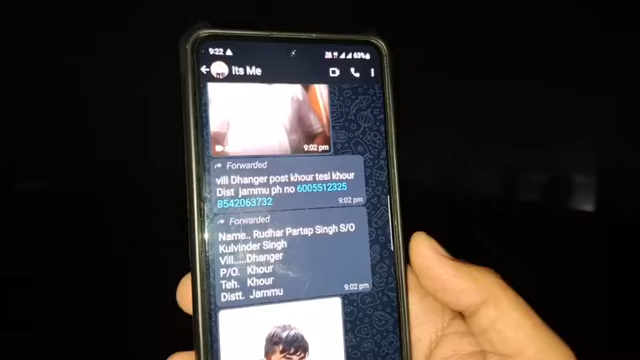 9:22
63%
Its Me
9:02 pm
Forwarded
vill Dhanger post khour tesl khour
Dist jammu ph no 6005512325
8542063732
9:02 pm
Forwarded
Name.. Rudhar Partap Singh S/O
Kulvinder Singh
Vill.....Dhanger
P/O. Khour
Teh. Khour
Distt. Jammu
9:02 pm